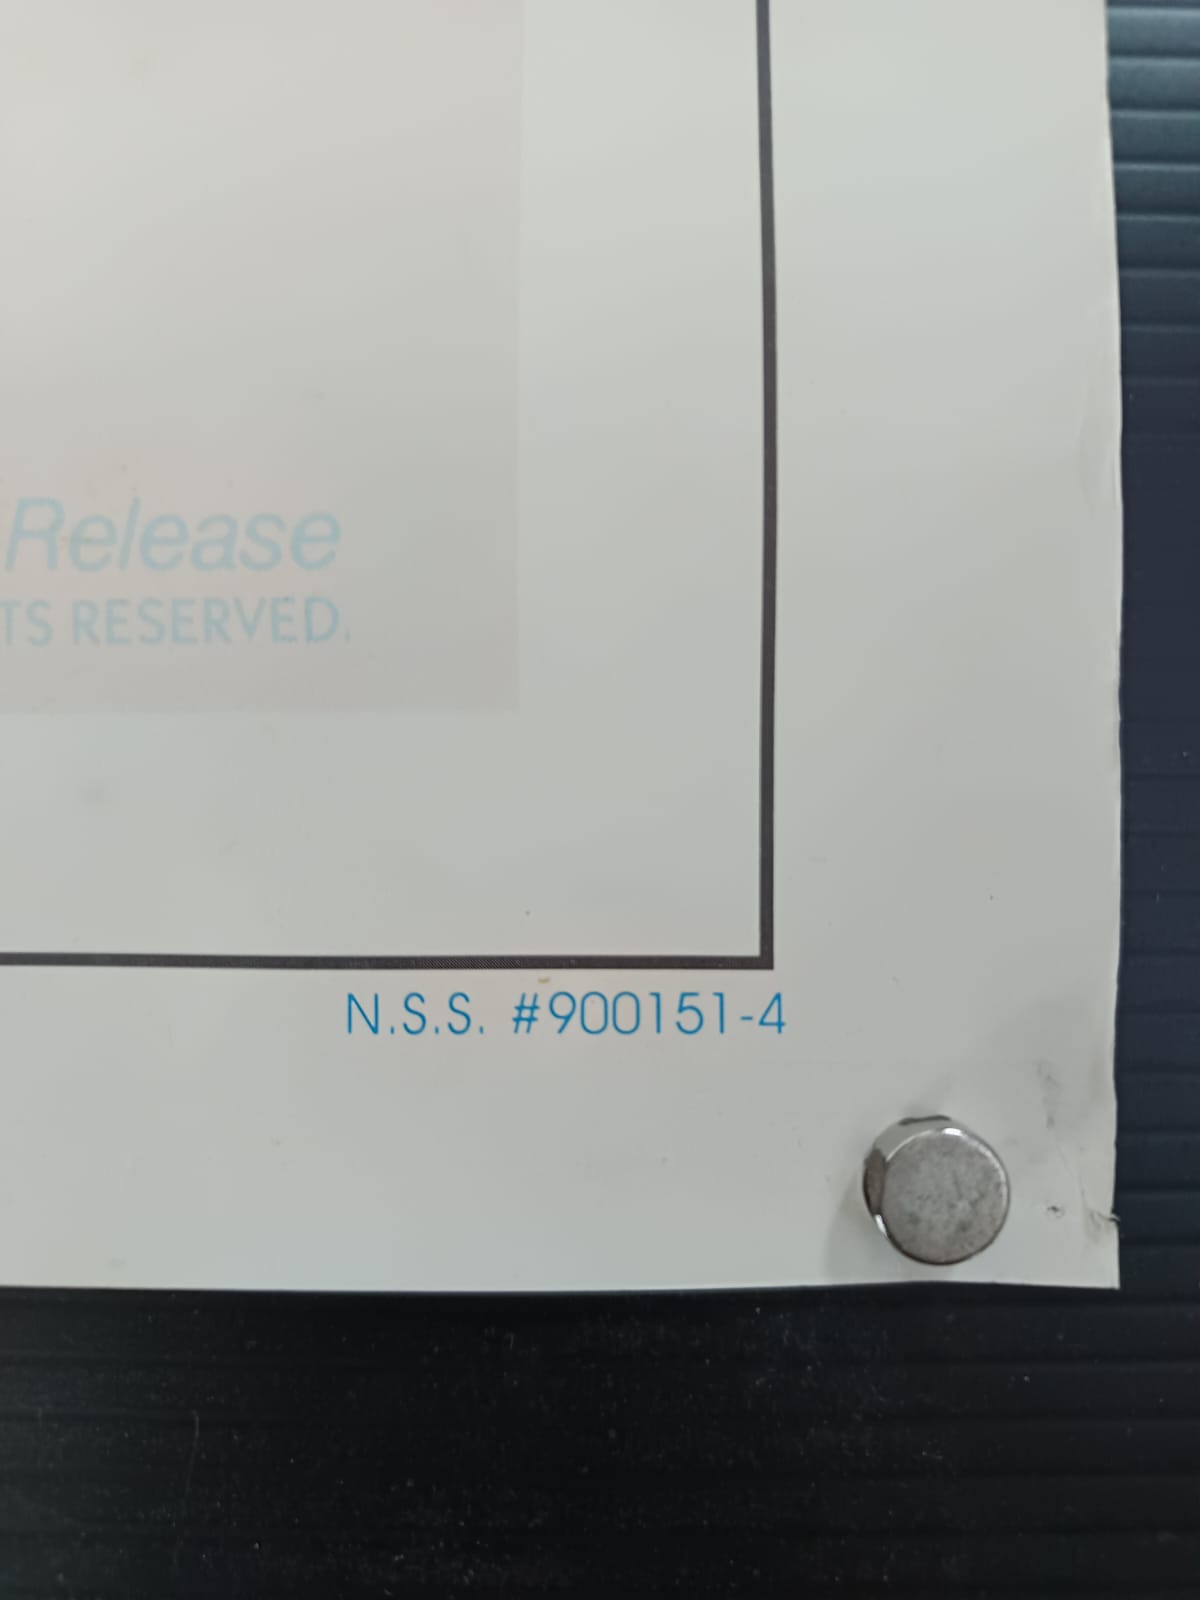 Release
TS RESERVED.
N.S.S. #900151-4